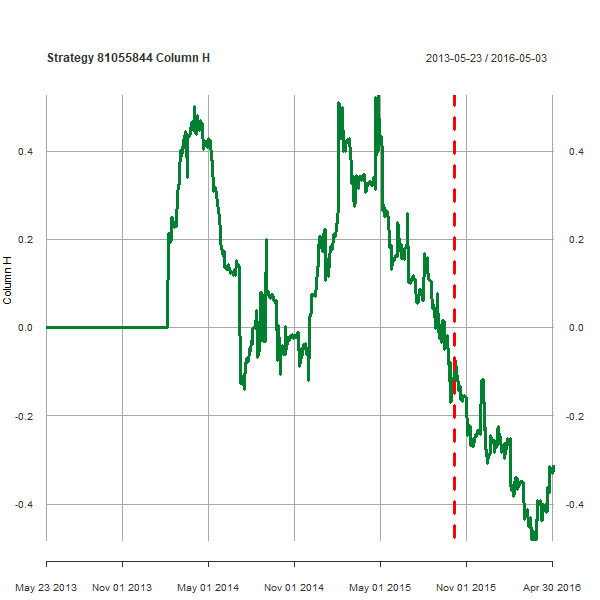 Strategy 81055844 Column H
2013-05-23 / 2016-05-03
0.4 0.4
0.2 0.2
Column H
0.0 0.0
-0.2 -0.2
-0.4 -0.4
May 23 2013 Nov 01 2013 May 01 2014 Nov 01 2014 May 01 2015 Nov 01 2015 Apr 30 2016